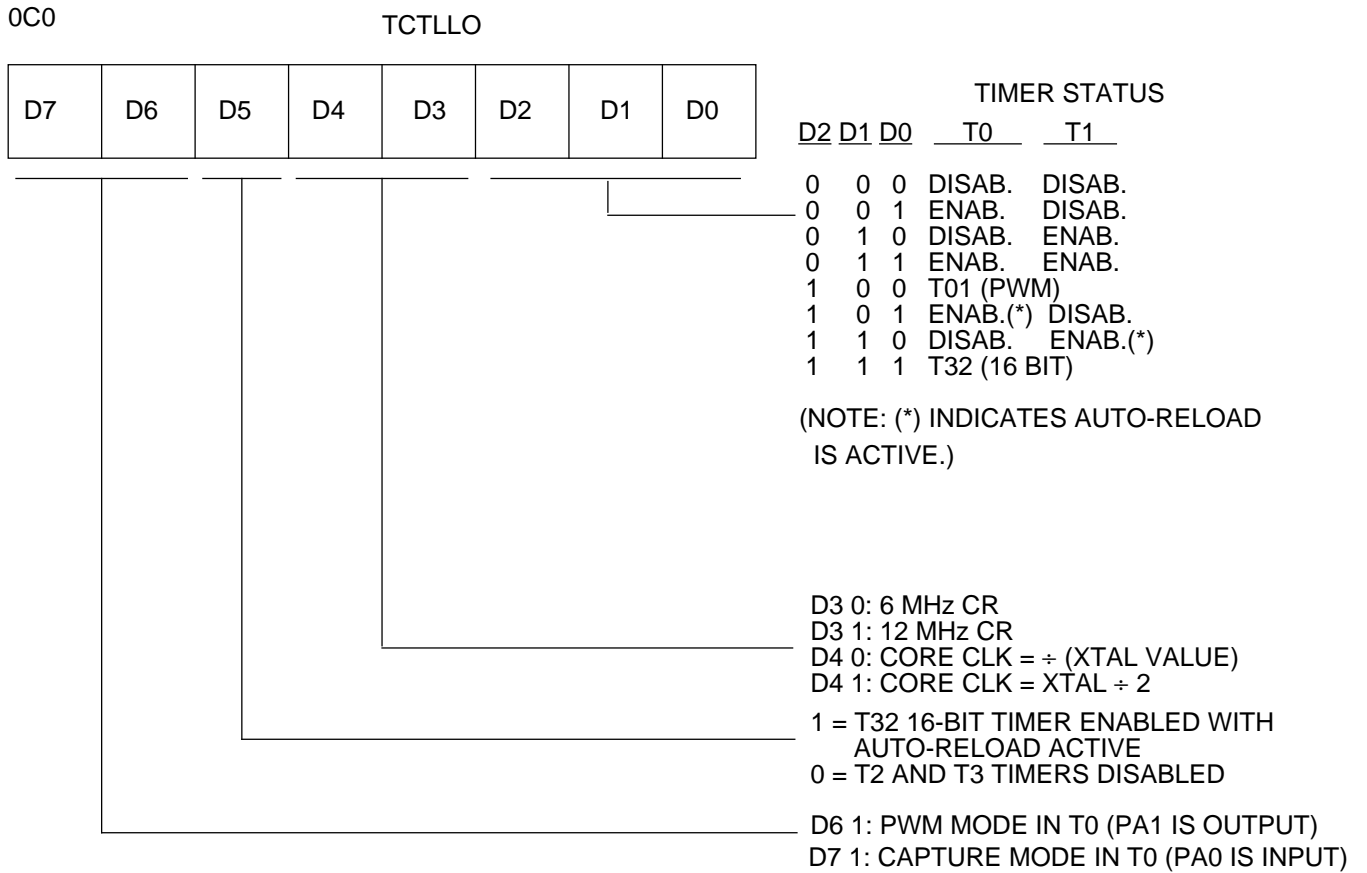 0C0
TCTLLO
D7 D6 D5 D4 D3 D2 D1 D0
TIMER STATUS
D2 D1 D0 T0 T1
0 0 0 DISAB. DISAB.
0 0 1 ENAB. DISAB.
0 1 0 DISAB. ENAB.
0 1 1 ENAB. ENAB.
1 0 0 T01 (PWM)
1 0 1 ENAB.(*) DISAB.
1 1 0 DISAB. ENAB.(*)
1 1 1 T32 (16 BIT)
(NOTE: (*) INDICATES AUTO-RELOAD
IS ACTIVE.)
D3 0: 6 MHz CR
D3 1: 12 MHz CR
D4 0: CORE CLK = ÷ (XTAL VALUE)
D4 1: CORE CLK = XTAL ÷ 2
1 = T32 16-BIT TIMER ENABLED WITH
AUTO-RELOAD ACTIVE
0 = T2 AND T3 TIMERS DISABLED
D6 1: PWM MODE IN T0 (PA1 IS OUTPUT)
D7 1: CAPTURE MODE IN T0 (PA0 IS INPUT)